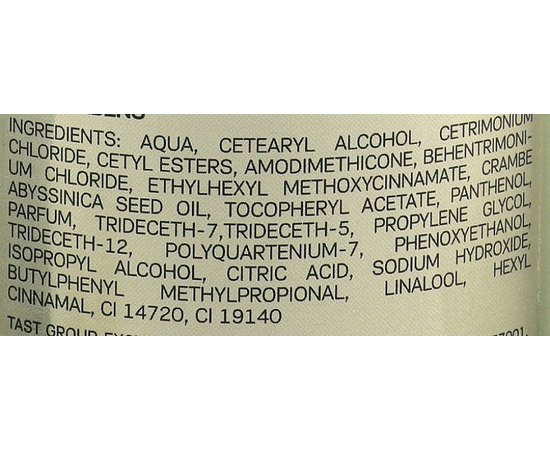 INGREDIENTS: AQUA, CETEARYL ALCOHOL, CETRIMONIUM
CHLORIDE, CETYL ESTERS, AMODIMETHICONE, BEHENTRIMONI-
UM CHLORIDE, ETHYLHEXYL METHOXYCINNAMATE, CRAMBE
ABYSSINICA SEED OIL, TOCOPHERYL ACETATE, PANTHENOL,
PARFUM, TRIDECETH-7,TRIDECETH-5, PROPYLENE GLYCOL,
TRIDECETH-12, POLYQUARTENIUM-7, PHENOXYETHANOL,
ISOPROPYL ALCOHOL, CITRIC ACID, SODIUM HYDROXIDE,
BUTYLPHENYL METHYLPROPIONAL, LINALOOL, HEXYL
CINNAMAL, CI 14720, CI 19140
TAST GROUP